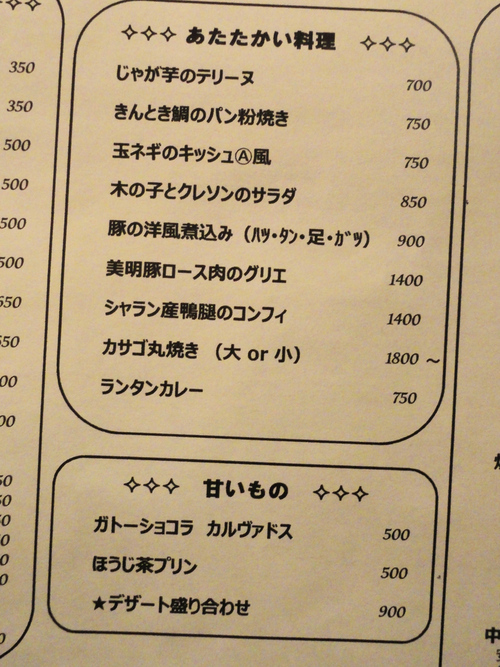 350
350
500
500
✧✧✧ あたたかい料理 ✧✧✧
じゃが芋のテリーヌ 700
きんとき鯛のパン粉焼き 750
玉ネギのキッシュⒶ風 750
木の子とクレソンのサラダ 850
豚の洋風煮込み（ﾊﾂ・ﾀﾝ・足・ｶﾞﾂ） 900
美明豚ロース肉のグリエ 1400
シャラン産鴨腿のコンフィ 1400
カサゴ丸焼き （大 or 小） 1800 ～
ランタンカレー 750
✧✧✧ 甘いもの ✧✧✧
ガトーショコラ カルヴァドス 500
ほうじ茶プリン 500
★デザート盛り合わせ 900
中